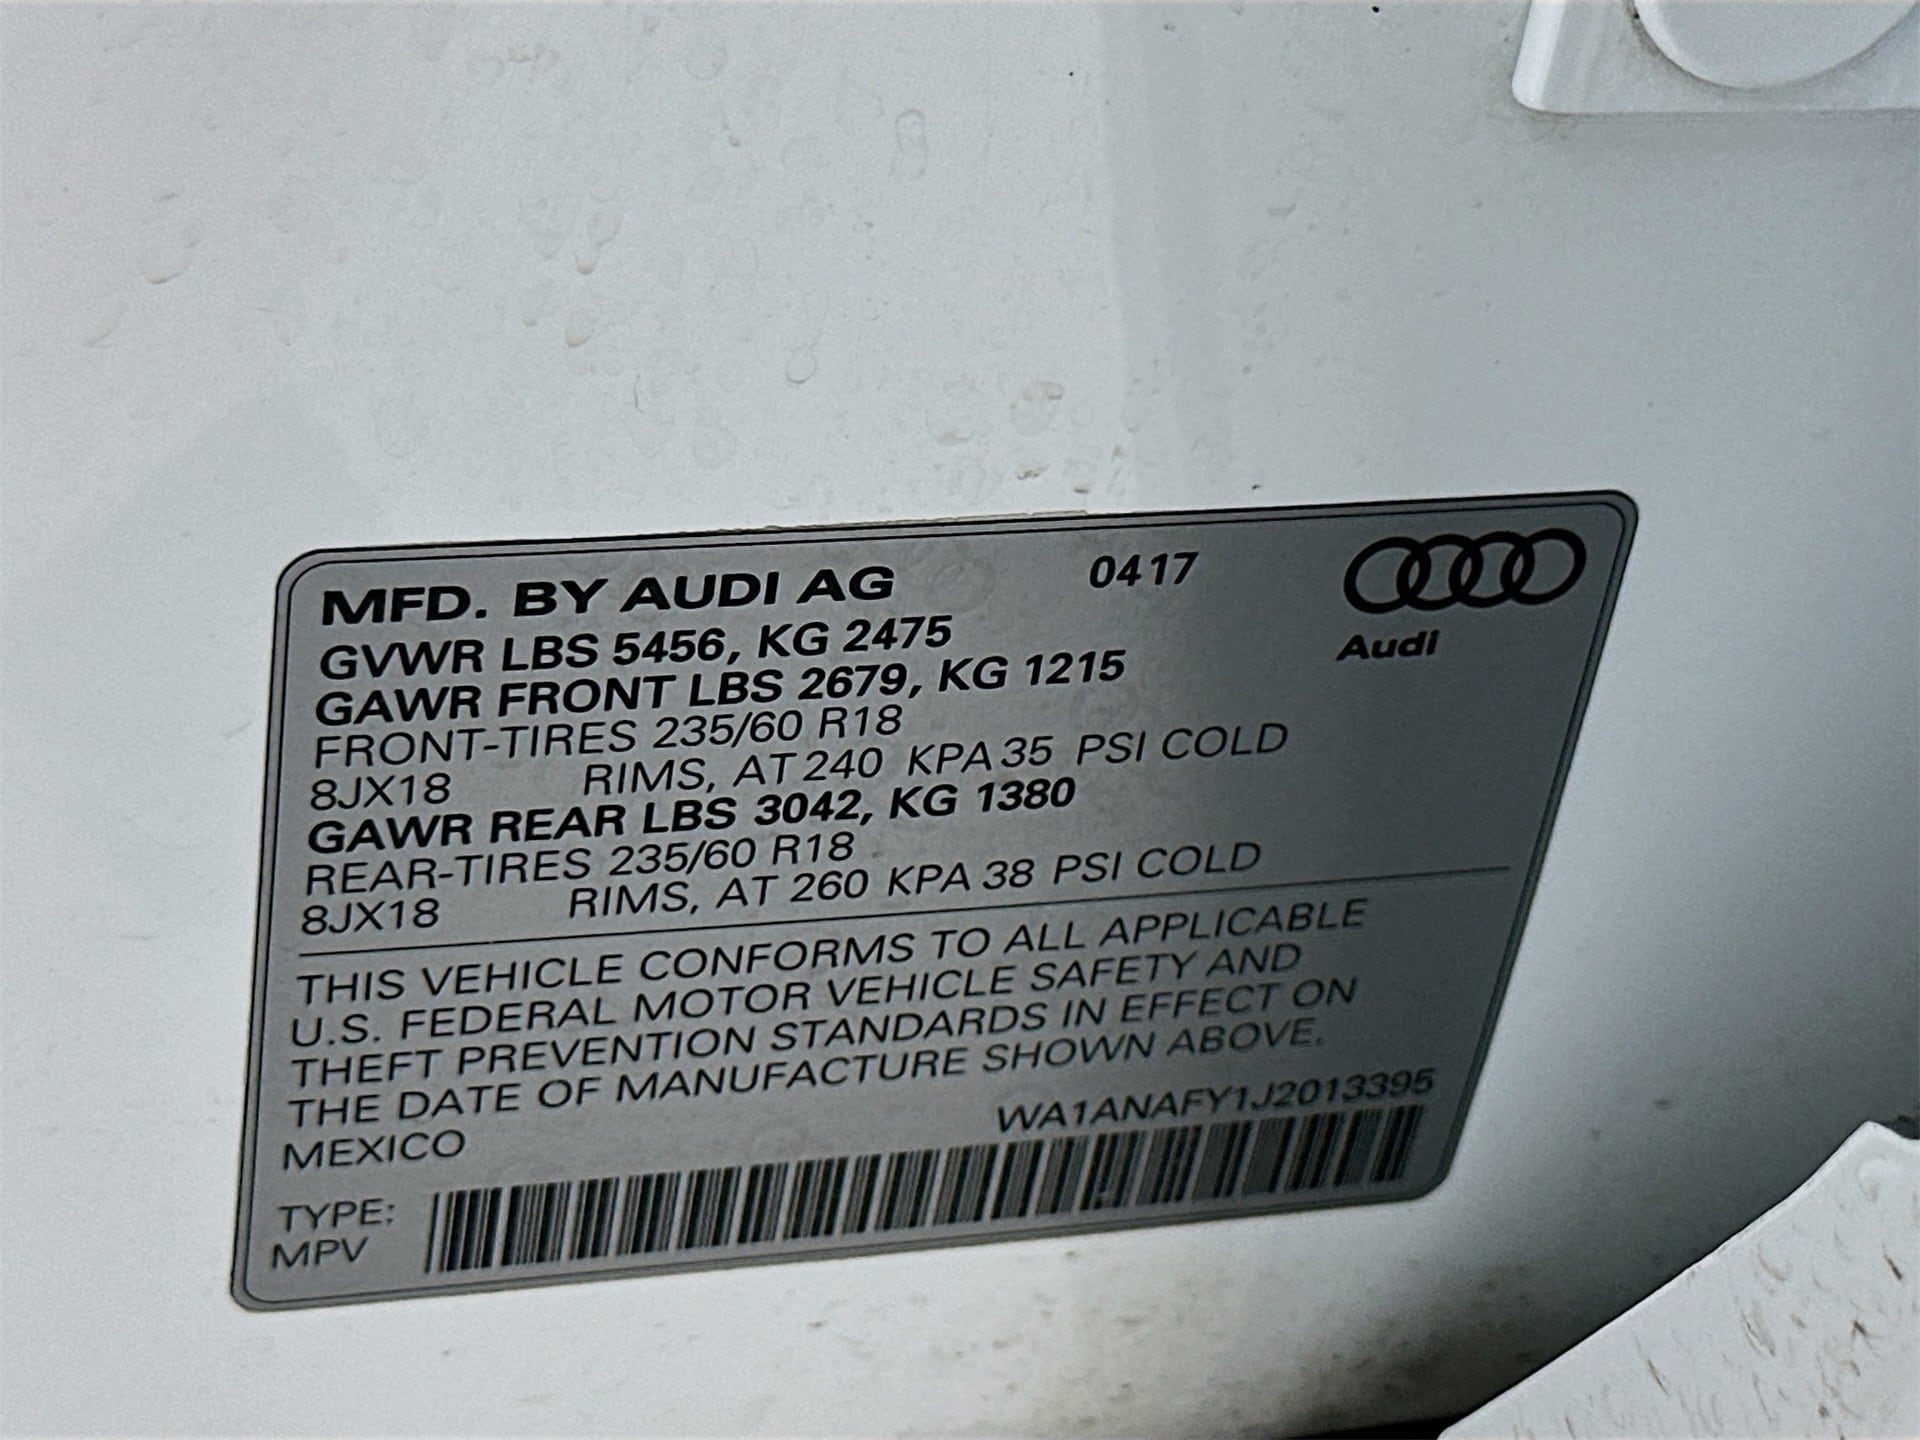 MFD. BY AUDI AG 0417
Audi
GVWR LBS 5456, KG 2475
GAWR FRONT LBS 2679, KG 1215
FRONT-TIRES 235/60 R18
8JX18 RIMS, AT 240 KPA 35 PSI COLD
GAWR REAR LBS 3042, KG 1380
REAR-TIRES 235/60 R18
8JX18 RIMS, AT 260 KPA 38 PSI COLD
THIS VEHICLE CONFORMS TO ALL APPLICABLE
U.S. FEDERAL MOTOR VEHICLE SAFETY AND
THEFT PREVENTION STANDARDS IN EFFECT ON
THE DATE OF MANUFACTURE SHOWN ABOVE.
MEXICO WA1ANAFY1J2013395
TYPE:
MPV